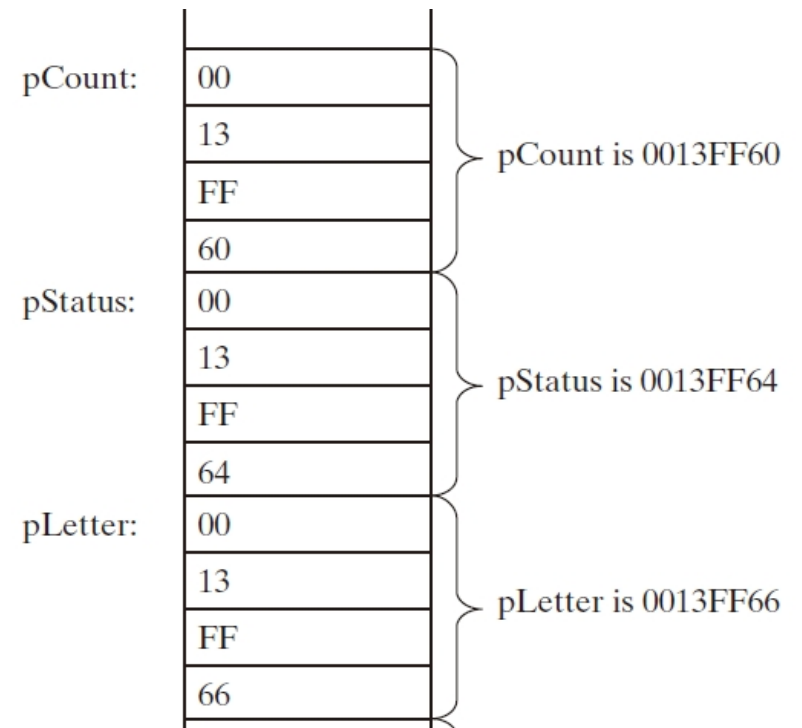 pCount: 00
13
pCount is 0013FF60
FF
60
pStatus: 00
13
pStatus is 0013FF64
FF
64
pLetter: 00
13
pLetter is 0013FF66
FF
66